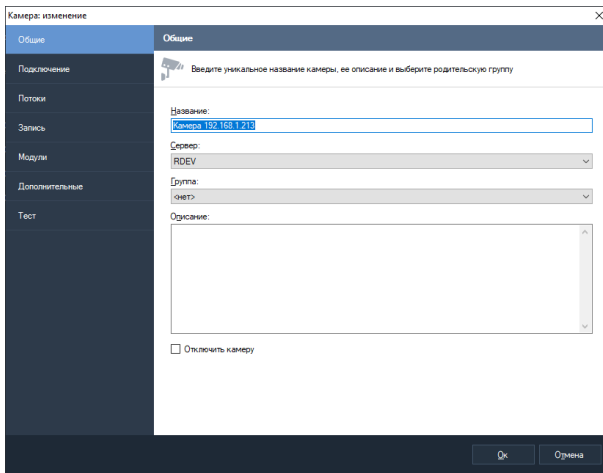 Камера: изменение
Общие
Подключение
Потоки
Запись
Модули
Дополнительные
Тест
Общие
Введите уникальное название камеры, ее описание и выберите родительскую группу
Название:
Камера 192.168.1.213
Сервер:
RDEV
Группа:
<нет>
Описание:
Отключить камеру
Ок
Отмена